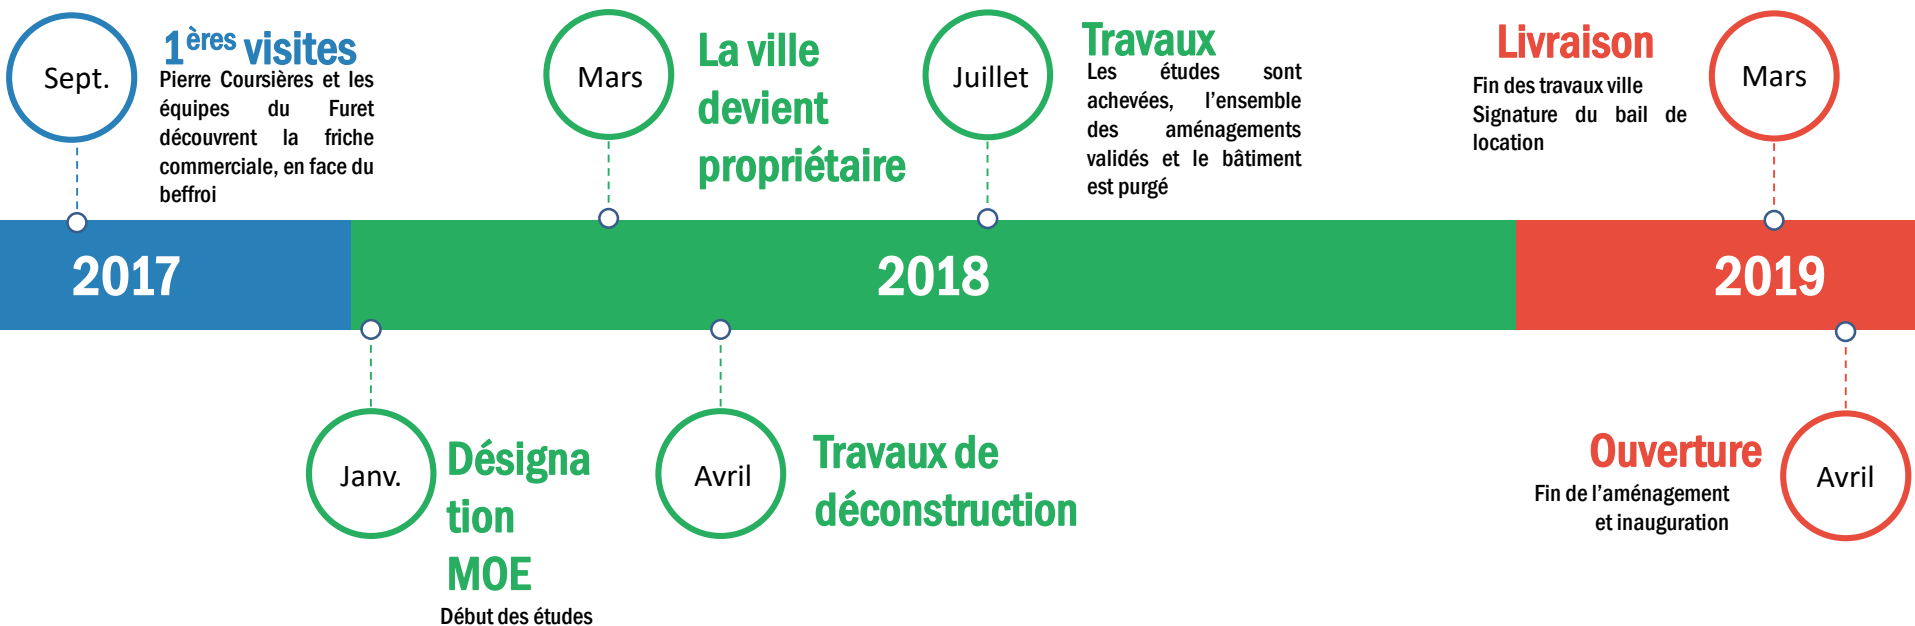 Sept.
1ères visites
Pierre Coursières et les
équipes du Furet
découvrent la friche
commerciale, en face du
beffroi
Mars
La ville
devient
propriétaire
Juillet
Travaux
Les études sont
achevées, l’ensemble
des aménagements
validés et le bâtiment
est purgé
Livraison
Fin des travaux ville
Signature du bail de
location
Mars
2017
2018
2019
Janv.
Désigna
tion
MOE
Début des études
Avril
Travaux de
déconstruction
Ouverture
Fin de l’aménagement
et inauguration
Avril